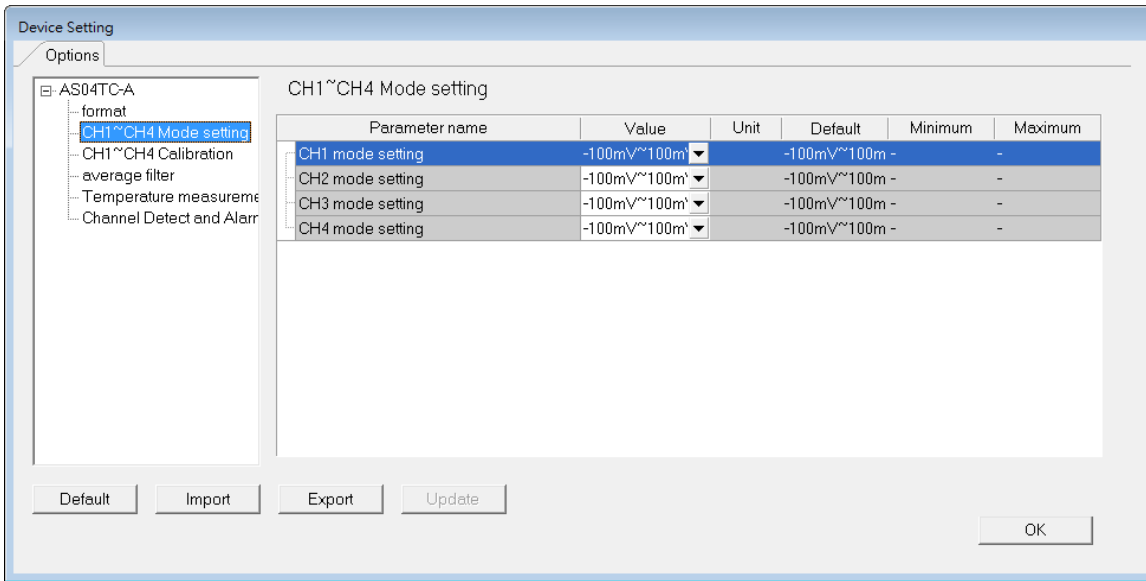 Device Setting
Options
AS04TC-A
format
CH1~CH4 Mode setting
CH1~CH4 Calibration
average filter
Temperature measureme
Channel Detect and Alarr
CH1~CH4 Mode setting
Parameter name Value Unit Default Minimum Maximum
CH1 mode setting -100mV~100m' -100mV~100m - -
CH2 mode setting -100mV~100m' -100mV~100m - -
CH3 mode setting -100mV~100m' -100mV~100m - -
CH4 mode setting -100mV~100m' -100mV~100m - -
Default Import Export Update
OK